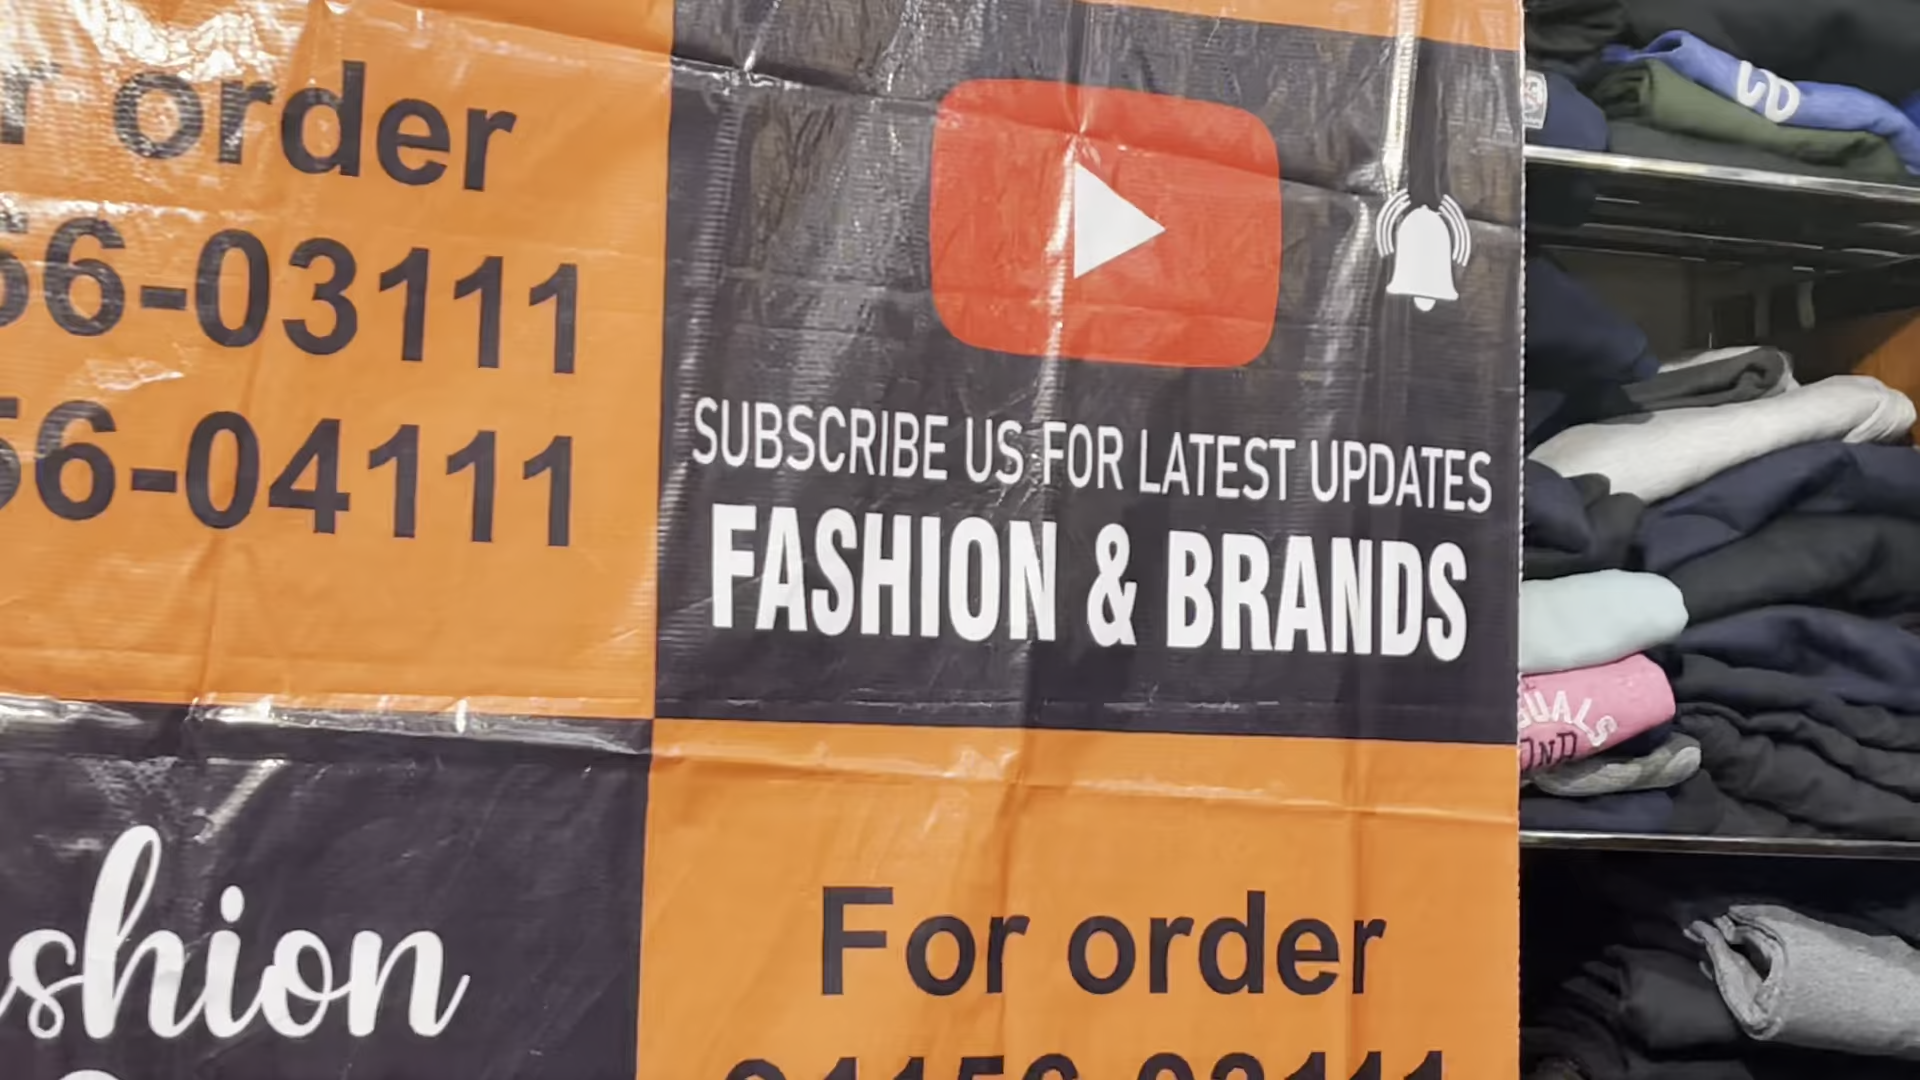 order
56-03111
56-04111
SUBSCRIBE US FOR LATEST UPDATES
FASHION & BRANDS
shion
For order